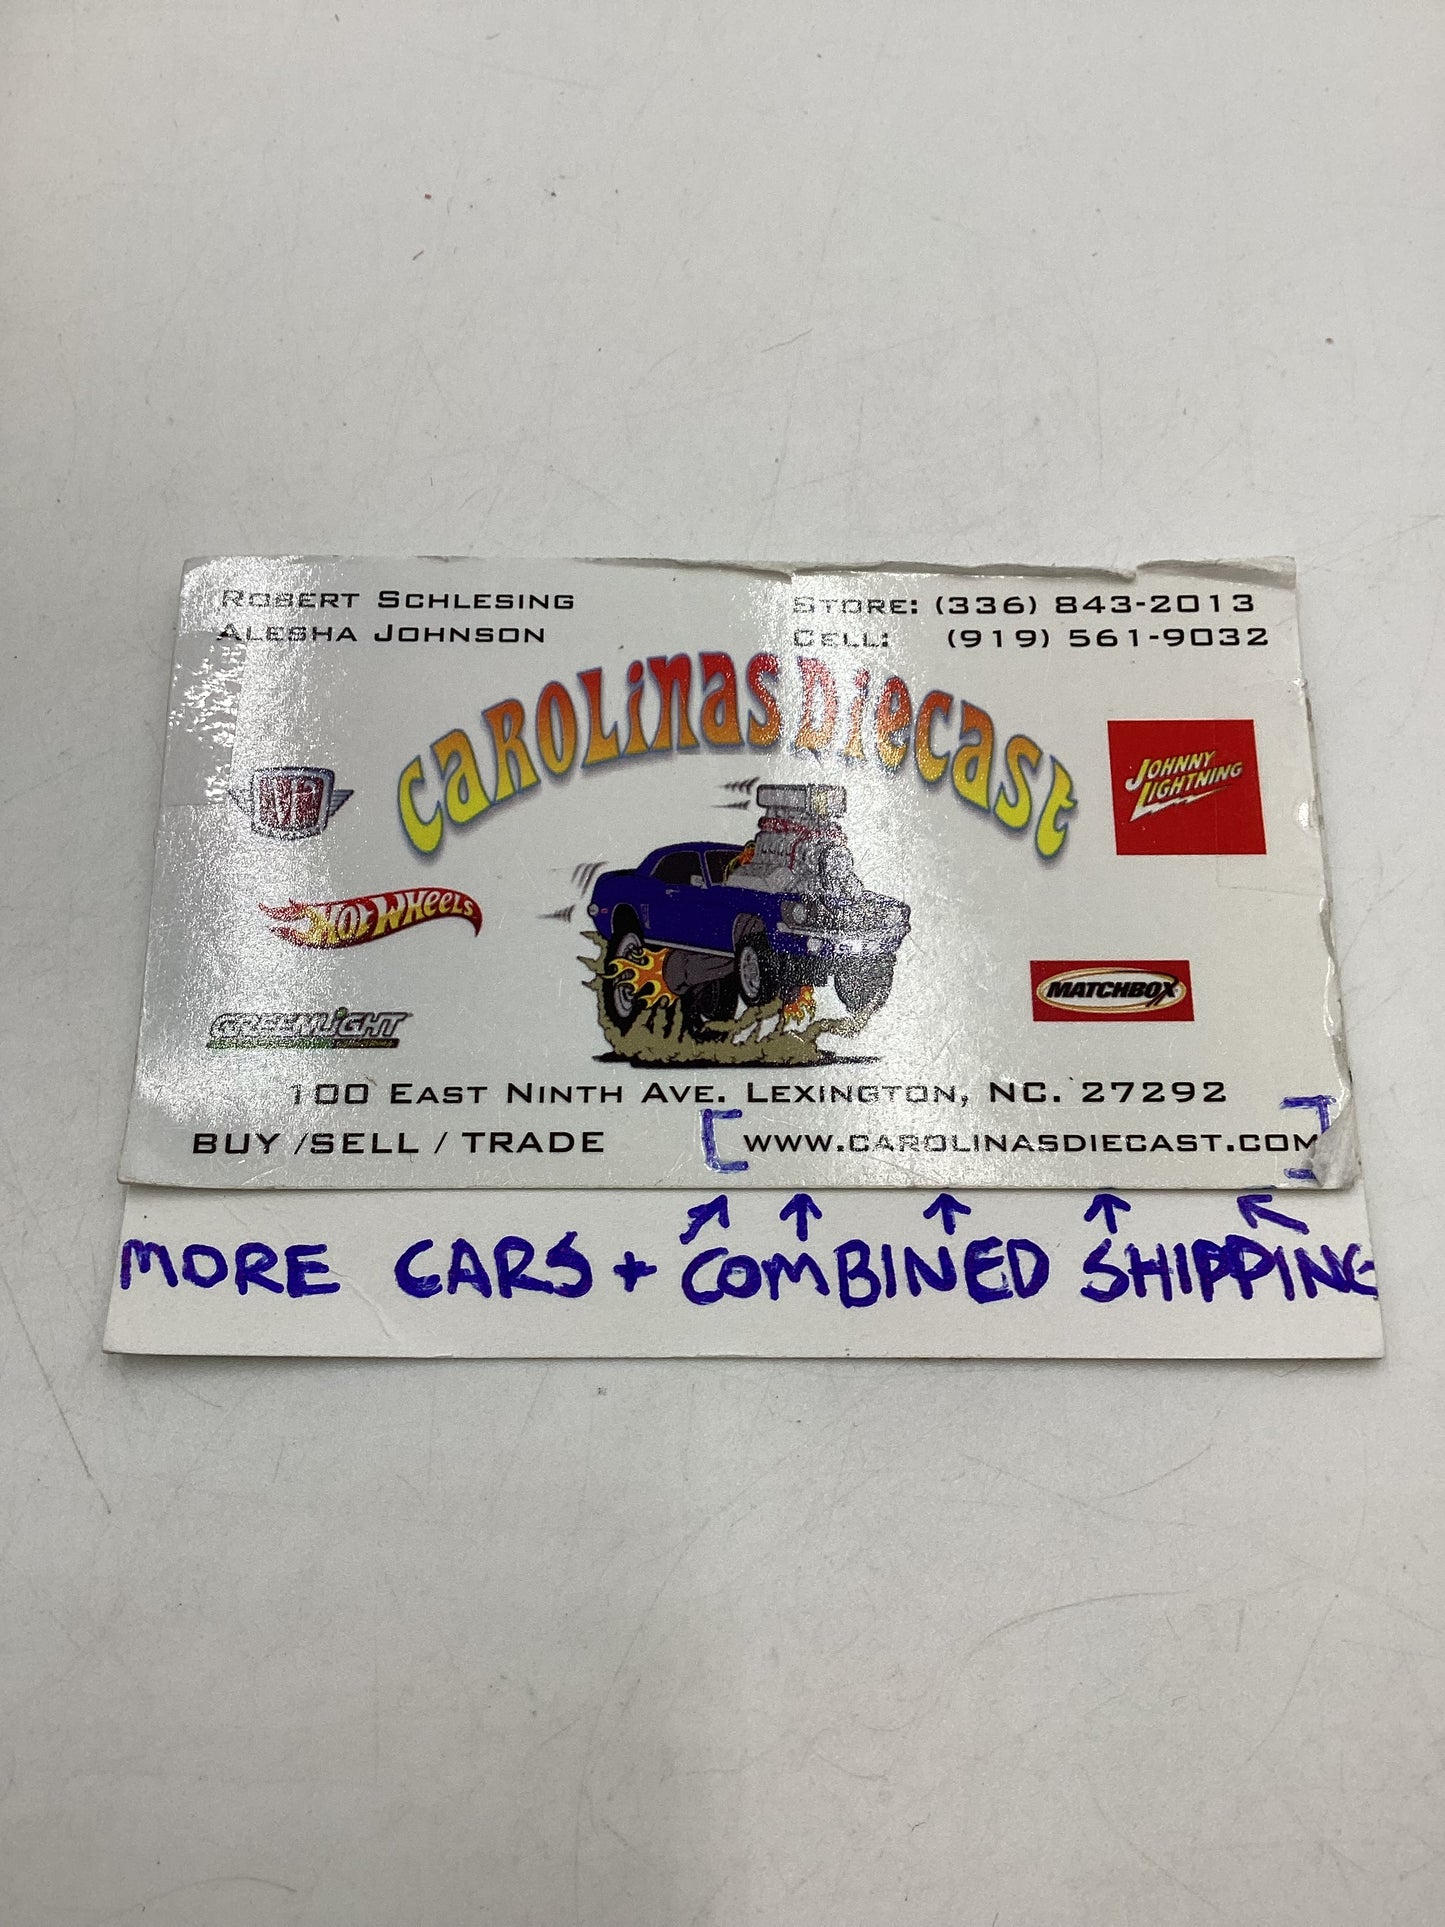 ROBERT SCHLESING
ALESHA JOHNSON
STORE: (336) 843-2013
CELL: (919) 561-9032
CAROLINAS DIECAST
M2
JOHNNY LIGHTNING
HOT WHEELS
MATCHBOX
GREENLIGHT
100 EAST NINTH AVE. LEXINGTON, NC. 27292
BUY /SELL / TRADE
WWW.CAROLINASDIECAST.COM
MORE CARS + COMBINED SHIPPING